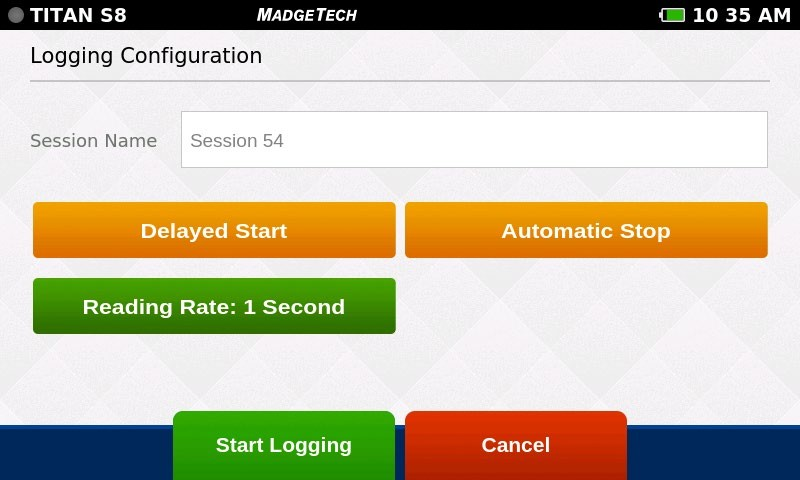 TITAN S8
MADGETECH
10 35 AM
Logging Configuration
Session Name
Session 54
Delayed Start
Automatic Stop
Reading Rate: 1 Second
Start Logging
Cancel